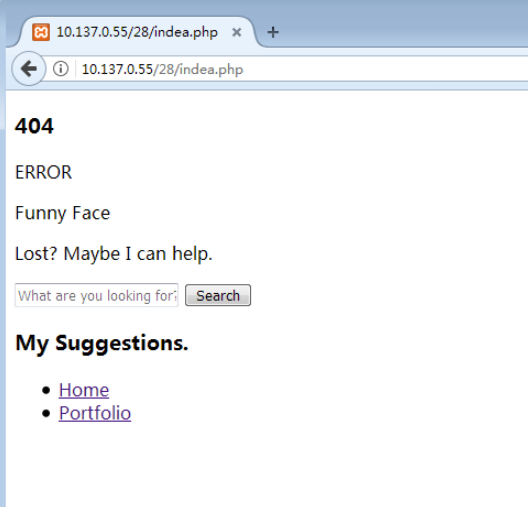 10.137.0.55/28/indea.php
10.137.0.55/28/indea.php
404
ERROR
Funny Face
Lost? Maybe I can help.
What are you looking for? Search
My Suggestions.
Home
Portfolio